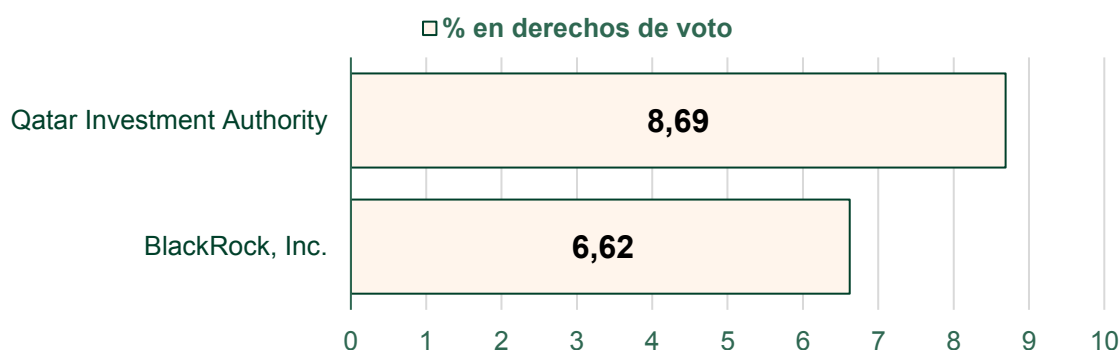 % en derechos de voto
Qatar Investment Authority
8,69
BlackRock, Inc.
6,62
0 1 2 3 4 5 6 7 8 9 10